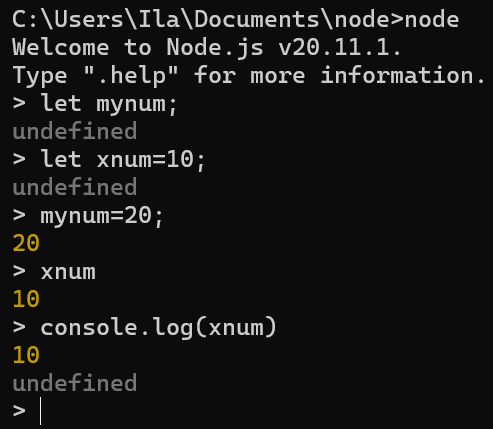 C:\Users\Ila\Documents\node>node
Welcome to Node.js v20.11.1.
Type ".help" for more information.
> let mynum;
undefined
> let xnum=10;
undefined
> mynum=20;
20
> xnum
10
> console.log(xnum)
10
undefined
>